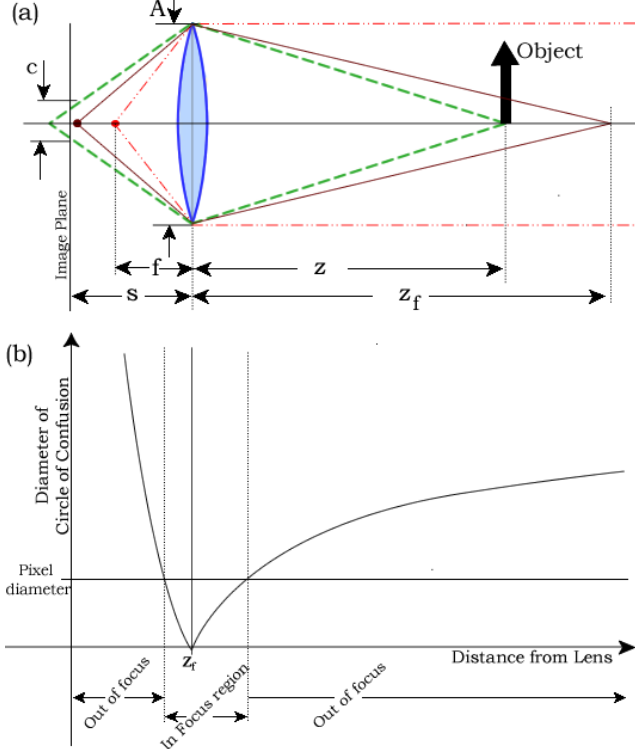 (a)
A
Object
c
Image Plane
f
z
s
z_f
(b)
Diameter of
Circle of Confusion
Pixel
diameter
z_f
Distance from Lens
Out of focus
In Focus region
Out of focus